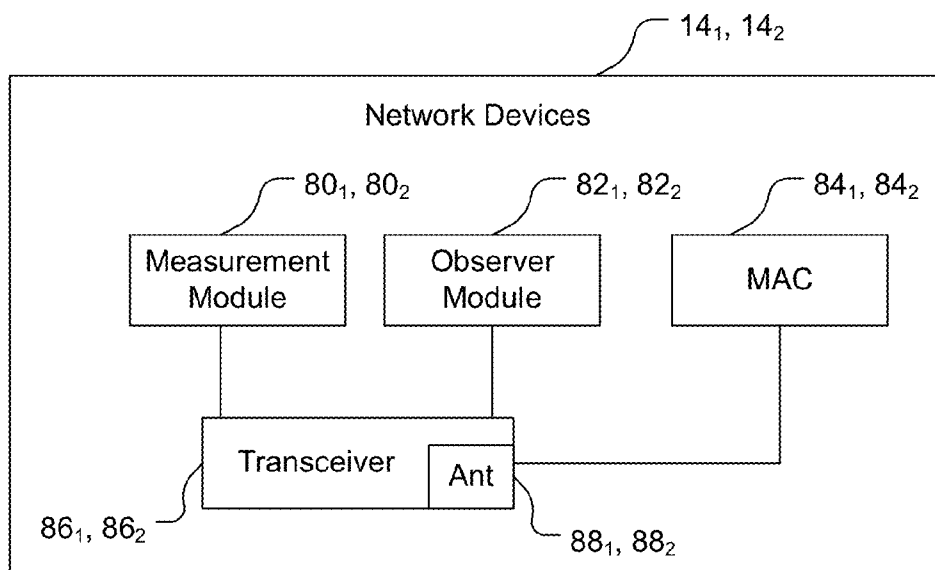 14₁, 14₂
Network Devices
80₁, 80₂
82₁, 82₂
84₁, 84₂
Measurement
Module
Observer
Module
MAC
Transceiver
Ant
86₁, 86₂
88₁, 88₂